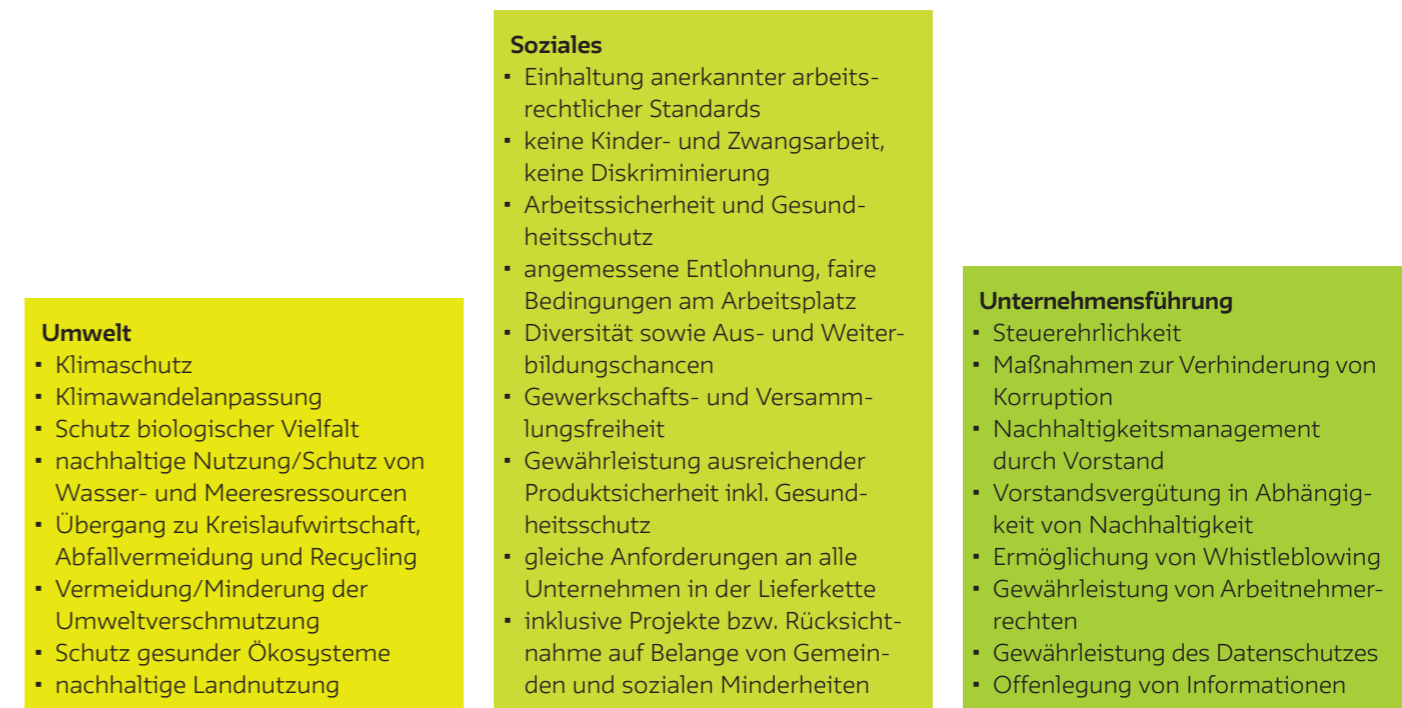 Umwelt
▪ Klimaschutz
▪ Klimawandelanpassung
▪ Schutz biologischer Vielfalt
▪ nachhaltige Nutzung/Schutz von
Wasser- und Meeresressourcen
▪ Übergang zu Kreislaufwirtschaft,
Abfallvermeidung und Recycling
▪ Vermeidung/Minderung der
Umweltverschmutzung
▪ Schutz gesunder Ökosysteme
▪ nachhaltige Landnutzung
Soziales
▪ Einhaltung anerkannter arbeits-
rechtlicher Standards
▪ keine Kinder- und Zwangsarbeit,
keine Diskriminierung
▪ Arbeitssicherheit und Gesund-
heitsschutz
▪ angemessene Entlohnung, faire
Bedingungen am Arbeitsplatz
▪ Diversität sowie Aus- und Weiter-
bildungschancen
▪ Gewerkschafts- und Versamm-
lungsfreiheit
▪ Gewährleistung ausreichender
Produktsicherheit inkl. Gesund-
heitsschutz
▪ gleiche Anforderungen an alle
Unternehmen in der Lieferkette
▪ inklusive Projekte bzw. Rücksicht-
nahme auf Belange von Gemein-
den und sozialen Minderheiten
Unternehmensführung
▪ Steuerehrlichkeit
▪ Maßnahmen zur Verhinderung von
Korruption
▪ Nachhaltigkeitsmanagement
durch Vorstand
▪ Vorstandsvergütung in Abhängig-
keit von Nachhaltigkeit
▪ Ermöglichung von Whistleblowing
▪ Gewährleistung von Arbeitnehmer-
rechten
▪ Gewährleistung des Datenschutzes
▪ Offenlegung von Informationen